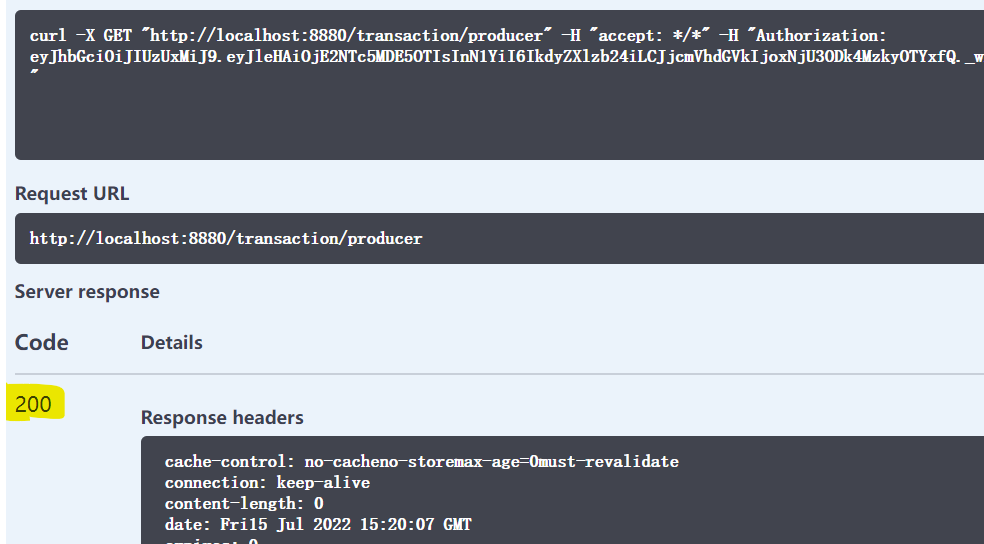 curl -X GET "http://localhost:8880/transaction/producer" -H "accept: */*" -H "Authorization:
eyJhbGciOiJIUzUxMiJ9.eyJleHAiOjE2NTc5MDE5OTIsInN1YiI6IkdyZXlzb24iLCJjcmVhdGVkIjoxNjU3ODk4MzkyOTYxfQ._w
"
Request URL
http://localhost:8880/transaction/producer
Server response
Code Details
200
Response headers
cache-control: no-cacheno-storemax-age=0must-revalidate
connection: keep-alive
content-length: 0
date: Fri15 Jul 2022 15:20:07 GMT
expires: 0